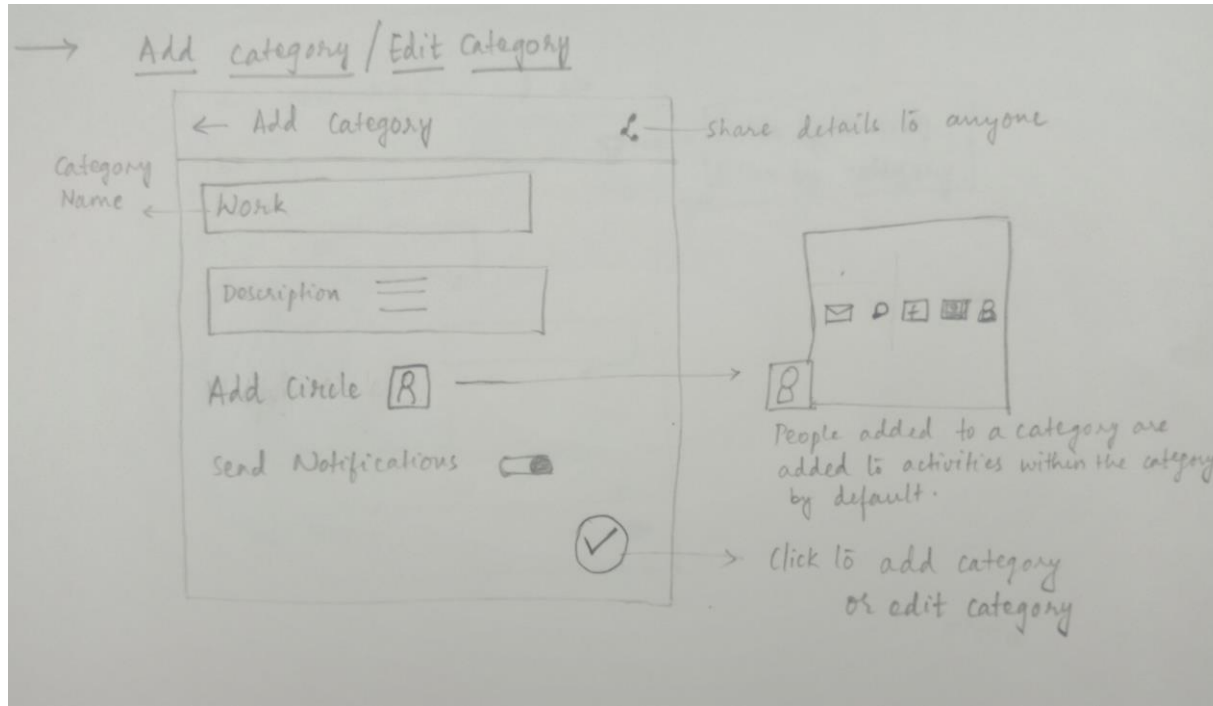 Add Category / Edit Category
← Add Category
share details to anyone
Category
Name
Work
Description
Add Circle
Send Notifications
People added to a category are
added to activities within the category
by default.
Click to add category
or edit category